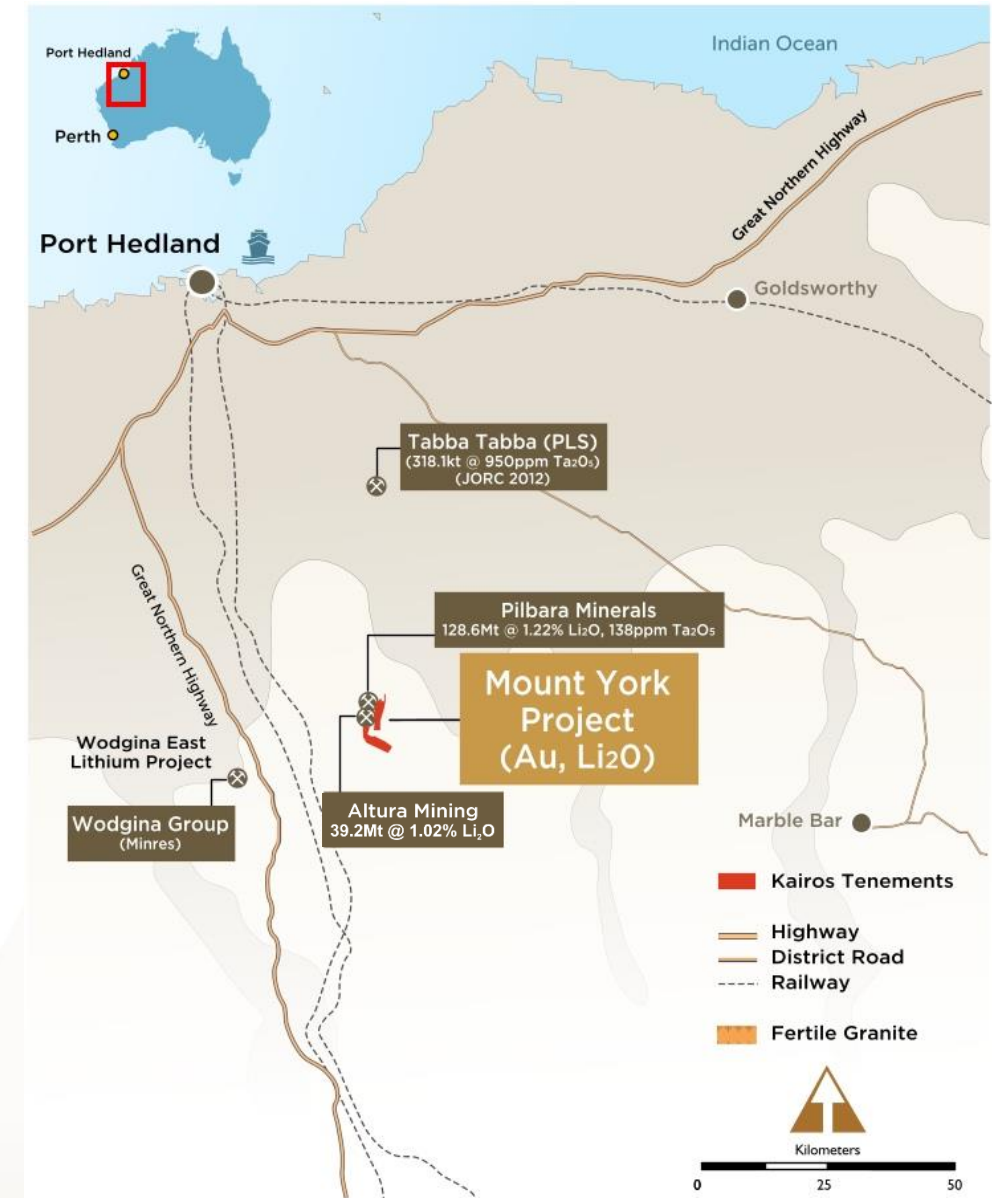 Port Hedland
Perth
Indian Ocean
Great Northern Highway
Port Hedland
Goldsworthy
Tabba Tabba (PLS)
(318.1kt @ 950ppm Ta₂O₅)
(JORC 2012)
Great Northern Highway
Pilbara Minerals
128.6Mt @ 1.22% Li₂O, 138ppm Ta₂O₅
Mount York
Project
(Au, Li₂O)
Wodgina East
Lithium Project
Wodgina Group
(Minres)
Altura Mining
39.2Mt @ 1.02% Li₂O
Marble Bar
Kairos Tenements
Highway
District Road
Railway
Fertile Granite
Kilometers
0 25 50